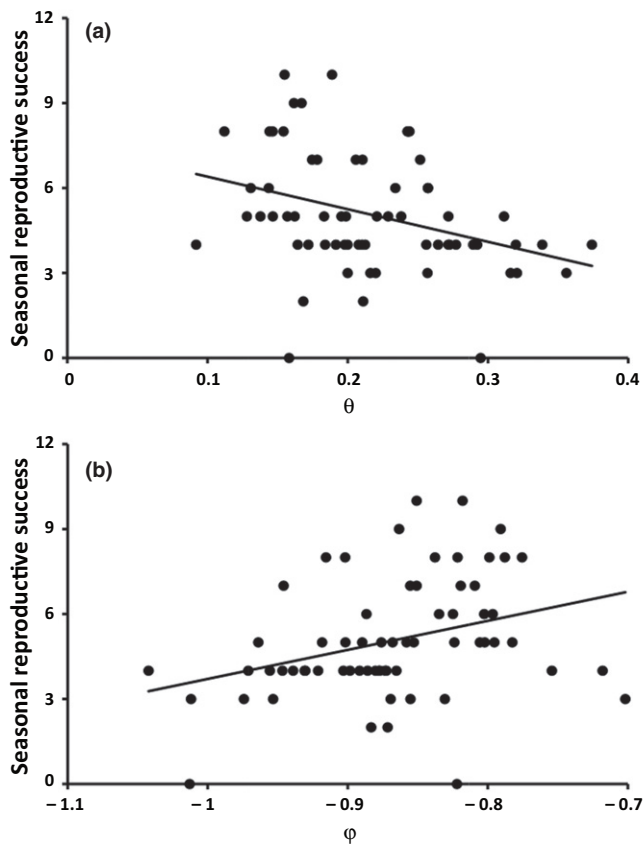 (a)
Seasonal reproductive success
12
9
6
3
0
0 0.1 0.2 0.3 0.4
θ
(b)
Seasonal reproductive success
12
9
6
3
0
–1.1 –1 –0.9 –0.8 –0.7
φ